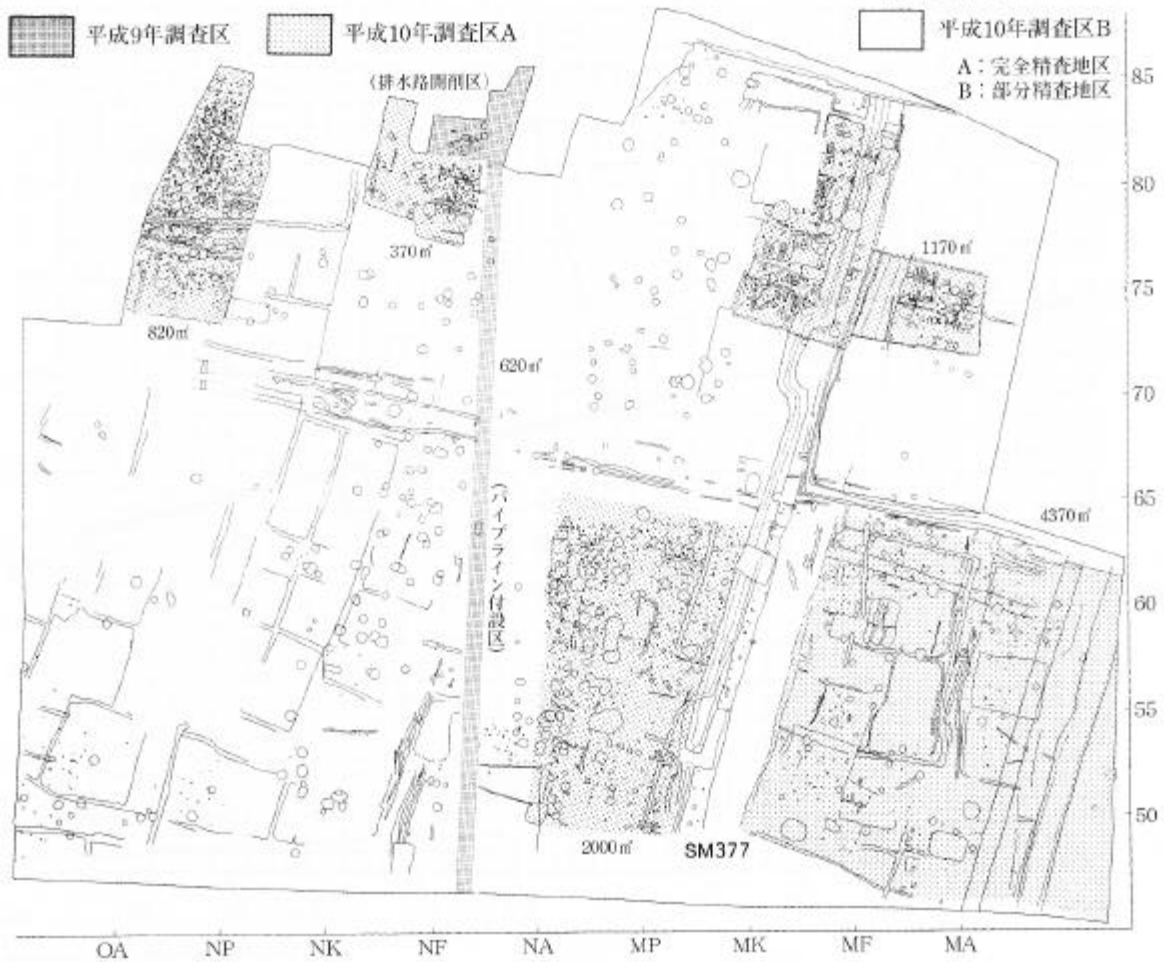 平成9年調査区
平成10年調査区A
平成10年調査区B
A:完全精査地区
B:部分精査地区
(排水路開削区)
85
80
75
70
65
60
55
50
370㎡
1170㎡
820㎡
620㎡
4370㎡
(パイプライン付設区)
2000㎡
SM377
OA NP NK NF NA MP MK MF MA